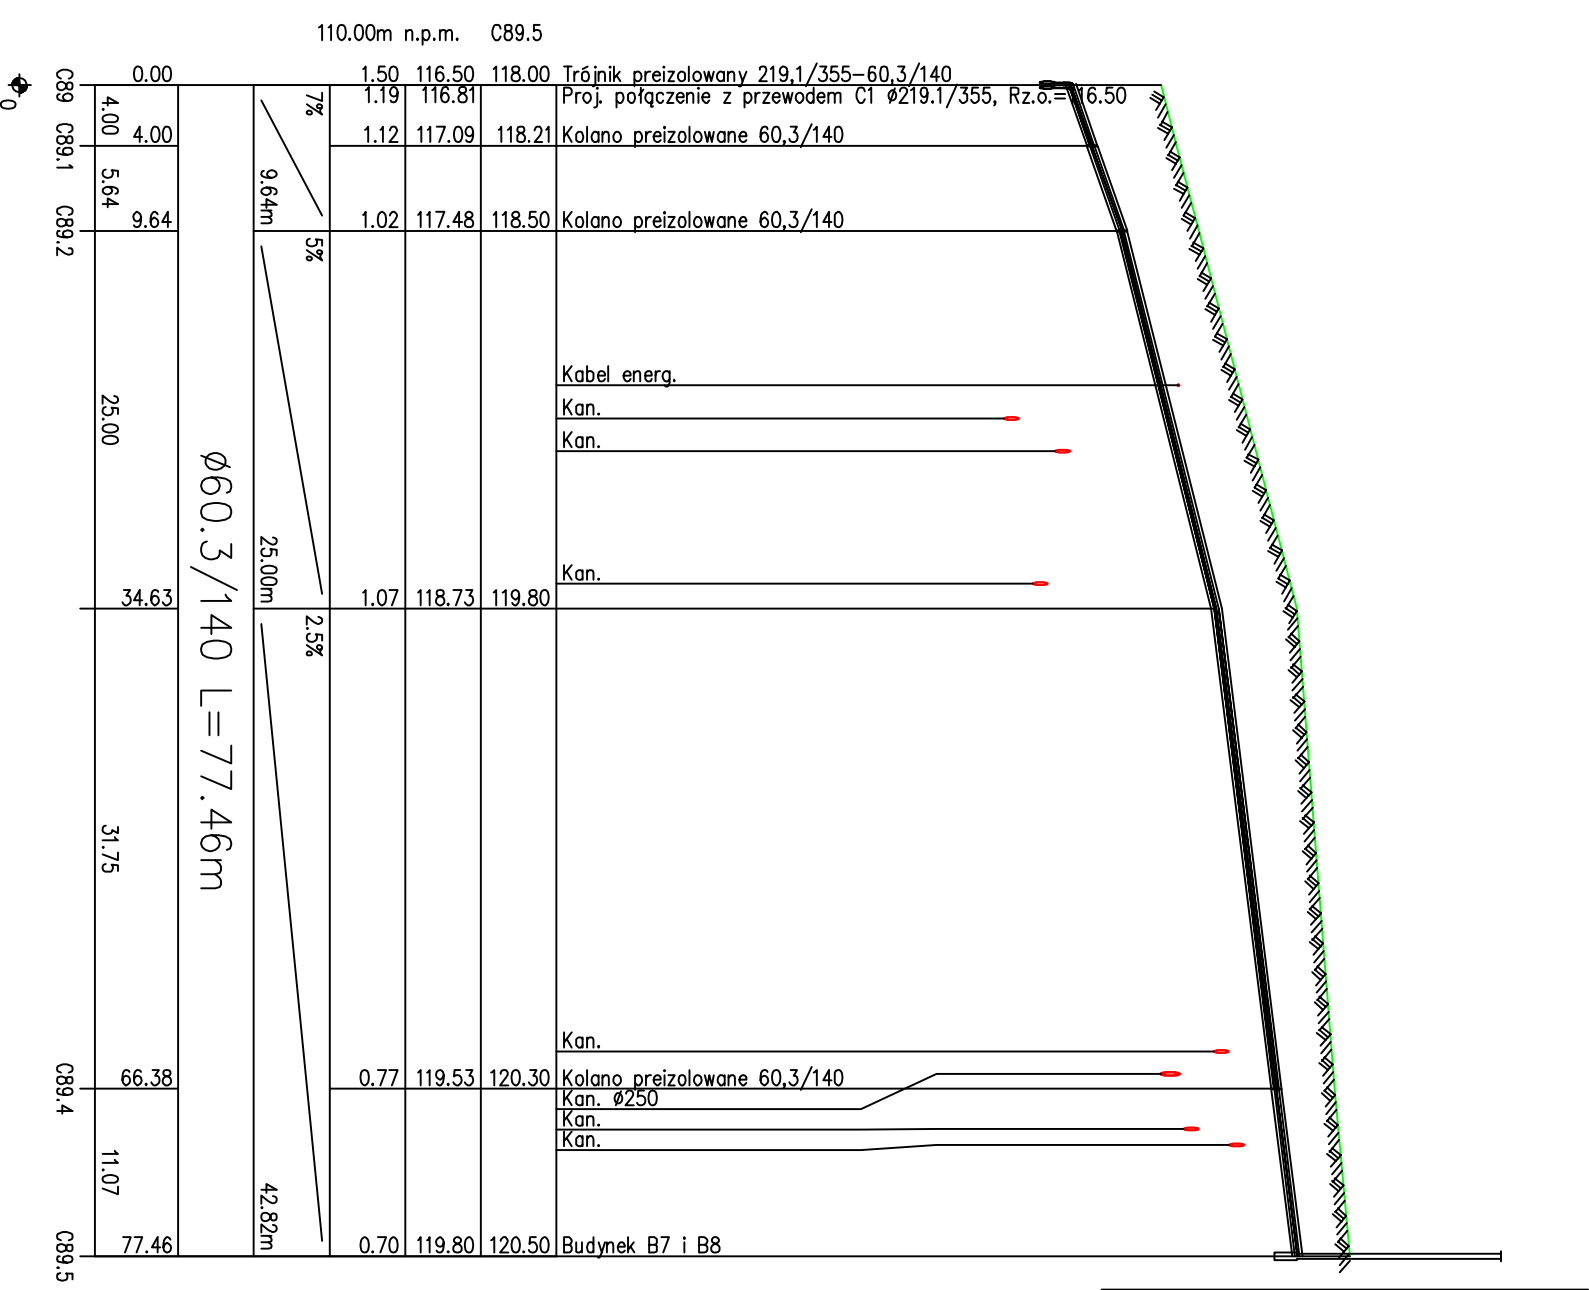 110.00m n.p.m. C89.5
0.00 1.50 116.50 118.00 Trójnik preizolowany 219,1/355-60,3/140
1.19 116.81 Proj. połączenie z przewodem C1 Ø219.1/355, Rz.o.= 16.50
4.00 1.12 117.09 118.21 Kolano preizolowane 60,3/140
9.64 1.02 117.48 118.50 Kolano preizolowane 60,3/140
Kabel energ.
Kan.
Kan.
Kan.
34.63 1.07 118.73 119.80
Kan.
66.38 0.77 119.53 120.30 Kolano preizolowane 60,3/140
Kan. Ø250
Kan.
Kan.
77.46 0.70 119.80 120.50 Budynek B7 i B8
7% 5% 2.5%
9.64m 25.00m 42.82m
Ø60.3/140 L=77.46m
4.00 5.64 25.00 31.75 11.07
C89 C89.1 C89.2 C89.4 C89.5
0